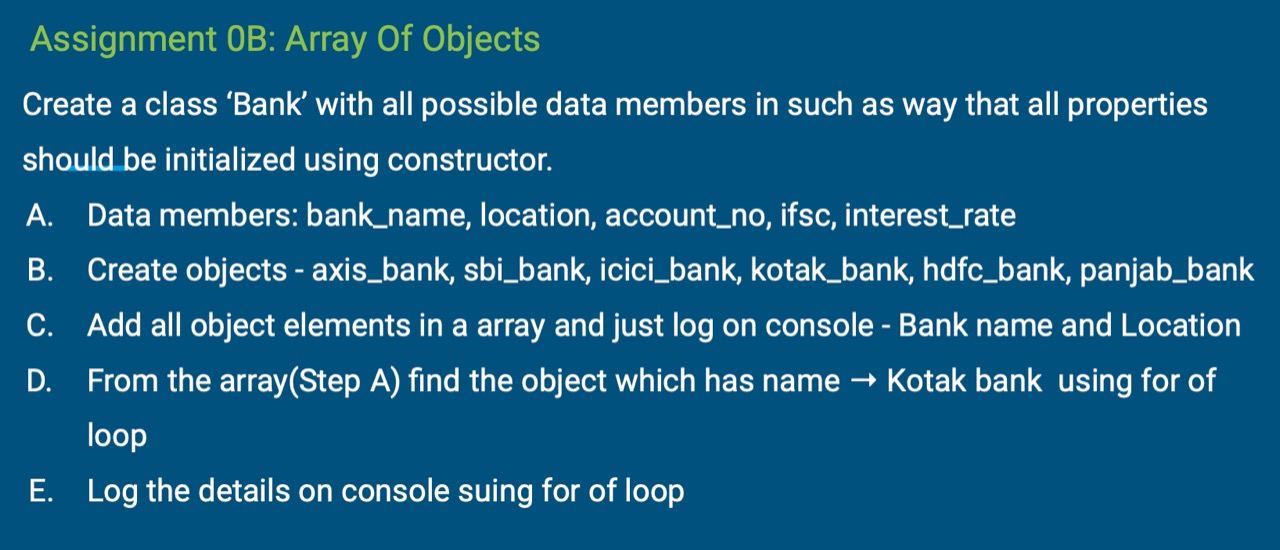 Assignment 0B: Array Of Objects
Create a class ‘Bank’ with all possible data members in such as way that all properties
should be initialized using constructor.
A. Data members: bank_name, location, account_no, ifsc, interest_rate
B. Create objects - axis_bank, sbi_bank, icici_bank, kotak_bank, hdfc_bank, panjab_bank
C. Add all object elements in a array and just log on console - Bank name and Location
D. From the array(Step A) find the object which has name → Kotak bank using for of
loop
E. Log the details on console suing for of loop